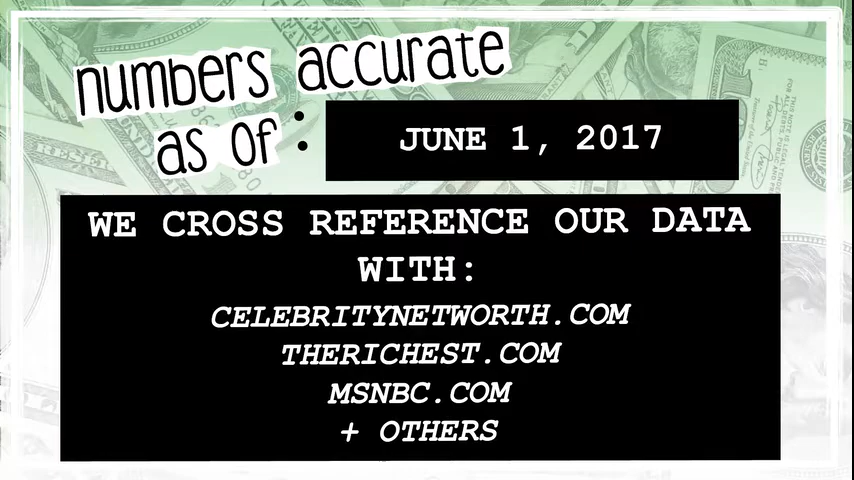 numbers accurate
as of: JUNE 1, 2017
WE CROSS REFERENCE OUR DATA
WITH:
CELEBRITYNETWORTH.COM
THERICHEST.COM
MSNBC.COM
+ OTHERS